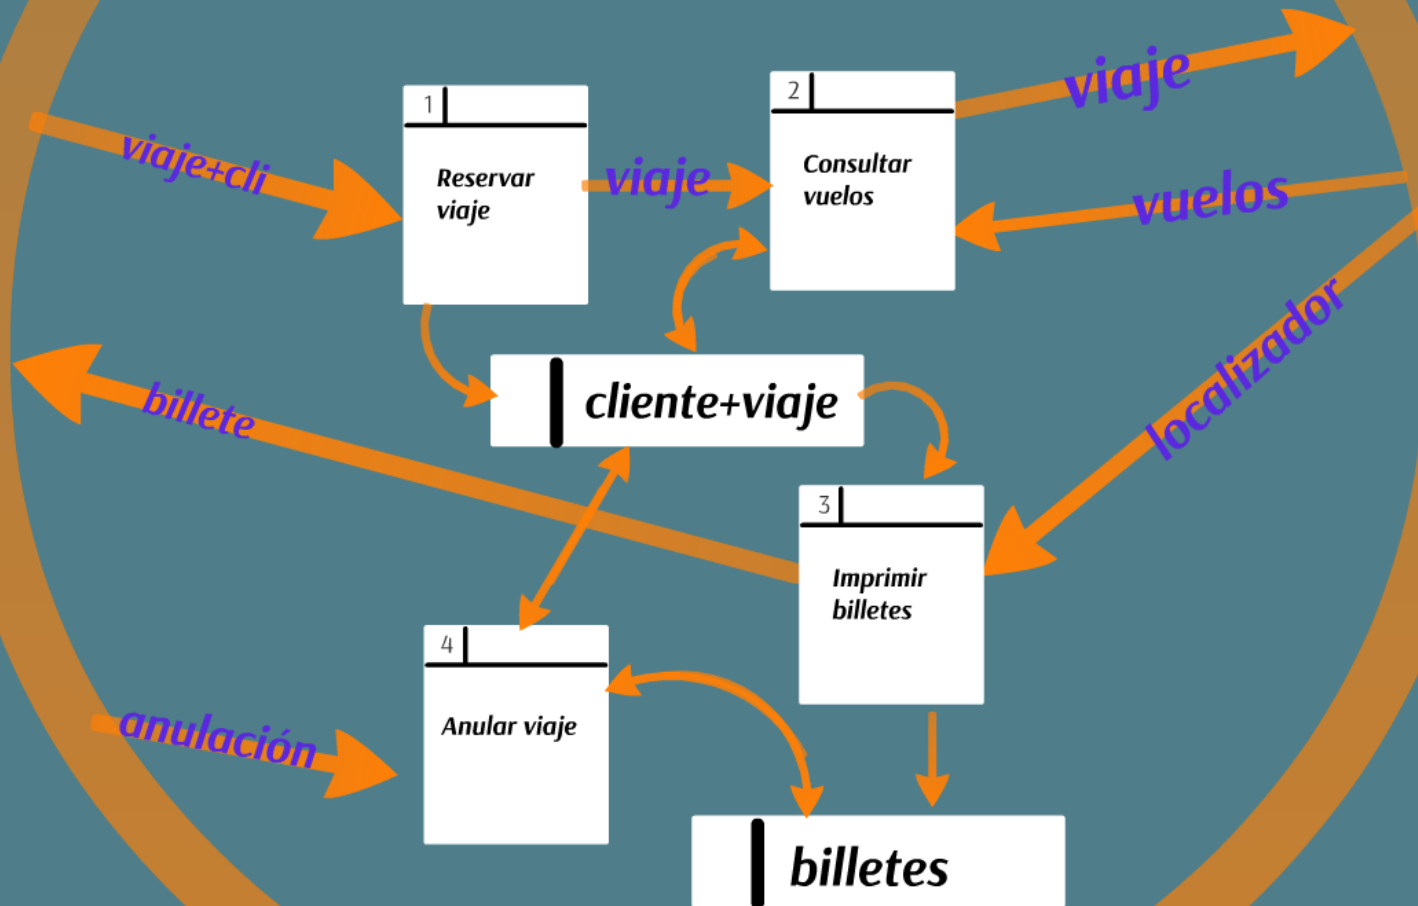 viaje
2
1
viaje+cli
Consultar
vuelos
Reservar
viaje
viaje
vuelos
localizador
cliente+viaje
billete
3
Imprimir
billetes
4
Anular viaje
anulación
billetes